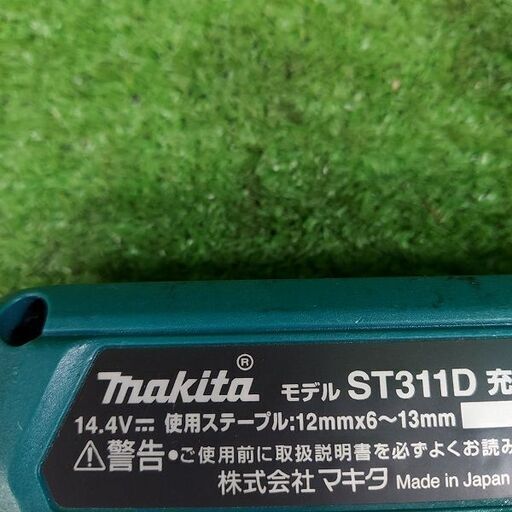 makita® モデル ST311D 充
14.4V⎓ 使用ステープル:12mmx6～13mm
⚠警告•ご使用前に取扱説明書を必ずよくお読み
株式会社マキタ Made in Japan